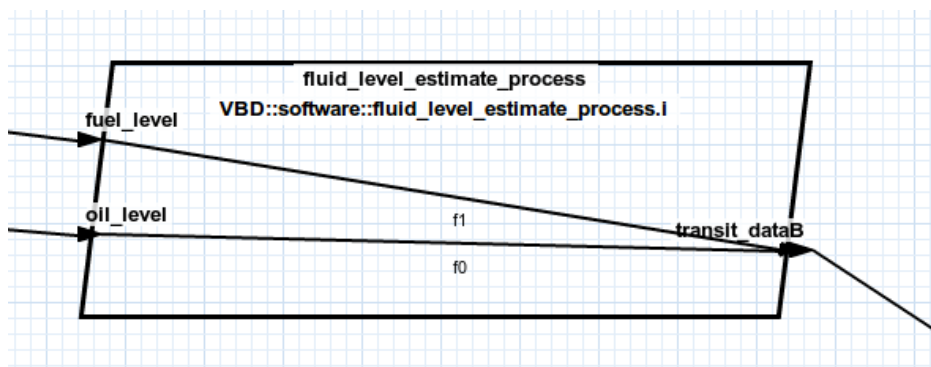 fluid_level_estimate_process
VBD::software::fluid_level_estimate_process.i
fuel_level
oil_level
f1
transit_dataB
f0